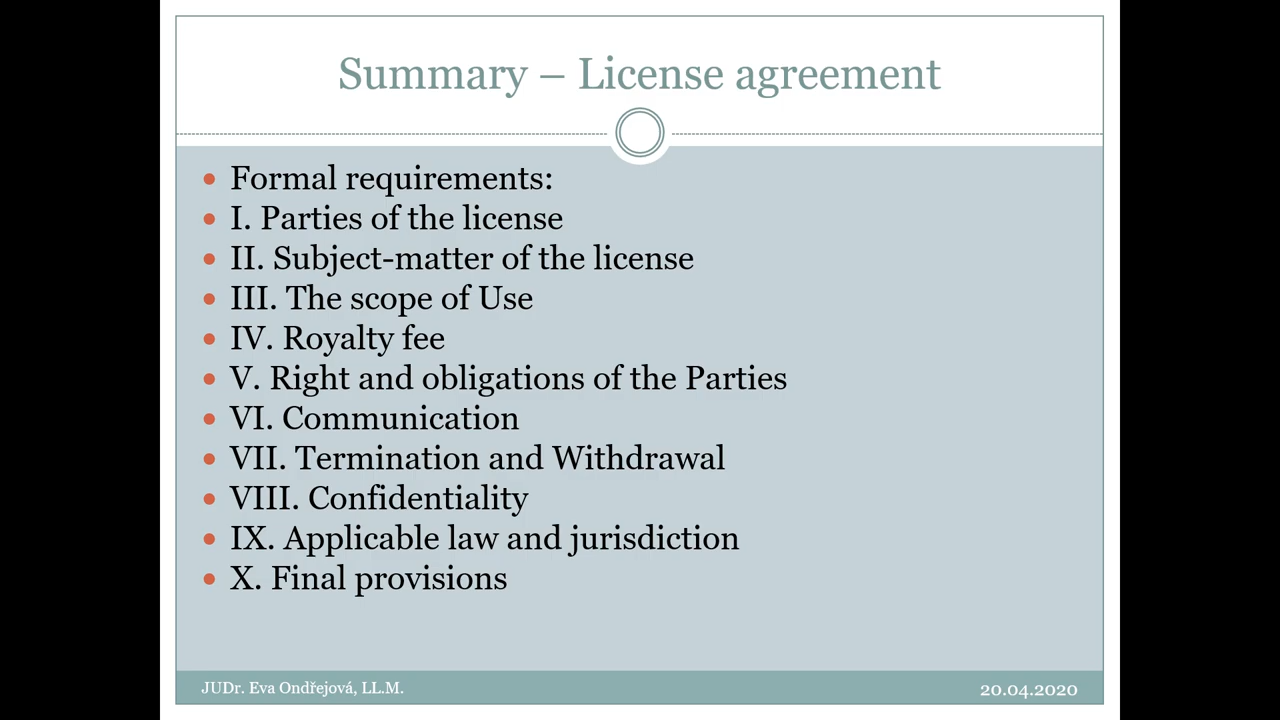 Summary – License agreement
• Formal requirements:
• I. Parties of the license
• II. Subject-matter of the license
• III. The scope of Use
• IV. Royalty fee
• V. Right and obligations of the Parties
• VI. Communication
• VII. Termination and Withdrawal
• VIII. Confidentiality
• IX. Applicable law and jurisdiction
• X. Final provisions
JUDr. Eva Ondřejová, LL.M.
20.04.2020